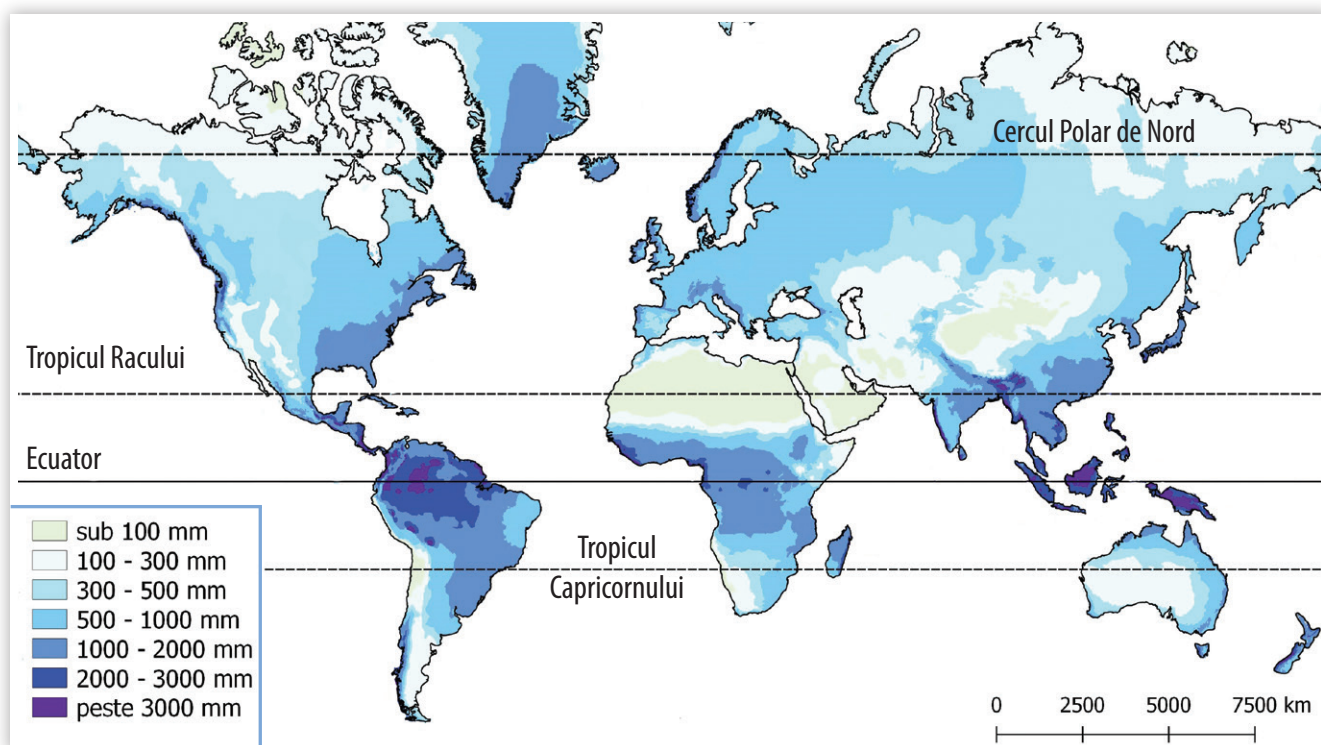 Cercul Polar de Nord
Tropicul Racului
Ecuator
Tropicul
Capricornului
sub 100 mm
100 - 300 mm
300 - 500 mm
500 - 1000 mm
1000 - 2000 mm
2000 - 3000 mm
peste 3000 mm
0 2500 5000 7500 km